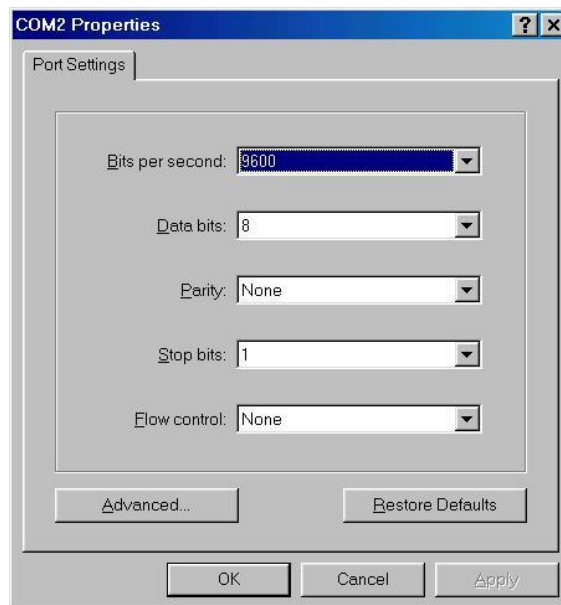 COM2 Properties
Port Settings
Bits per second: 9600
Data bits: 8
Parity: None
Stop bits: 1
Flow control: None
Advanced... Restore Defaults
OK Cancel Apply